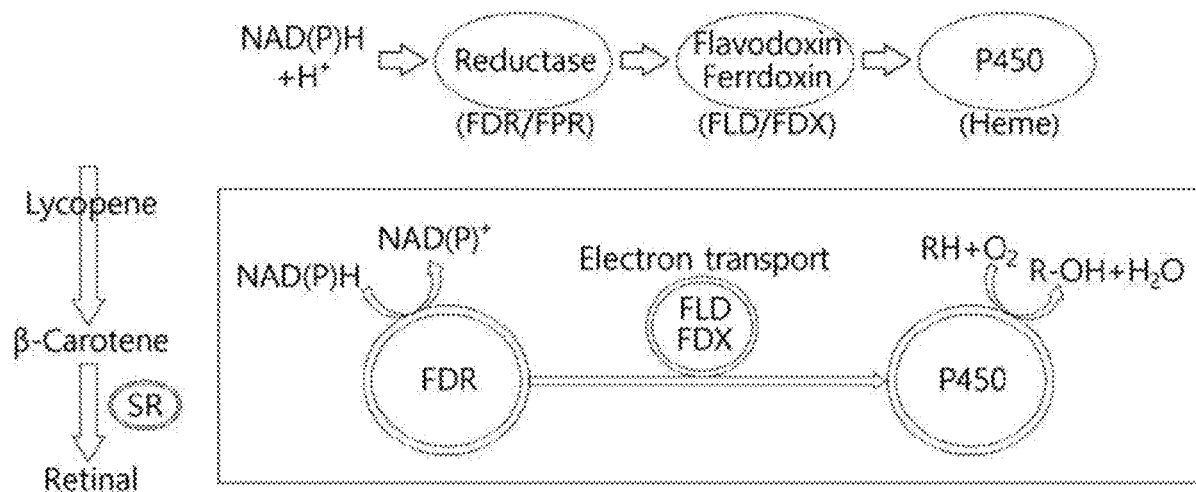 NAD(P)H
+H⁺
Reductase
(FDR/FPR)
Flavodoxin
Ferrdoxin
(FLD/FDX)
P450
(Heme)
Lycopene
β-Carotene
SR
Retinal
NAD(P)H
NAD(P)⁺
FDR
Electron transport
FLD
FDX
RH+O₂
R-OH+H₂O
P450